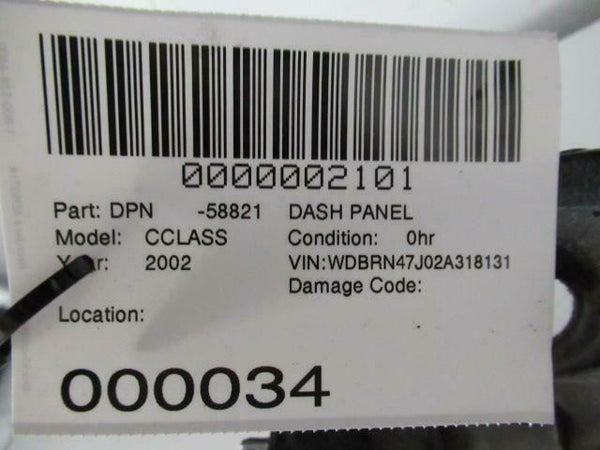 0000002101
Part: DPN -58821 DASH PANEL
Model: CCLASS Condition: 0hr
2002 VIN:WDBRN47J02A318131
Damage Code:
Location:
000034